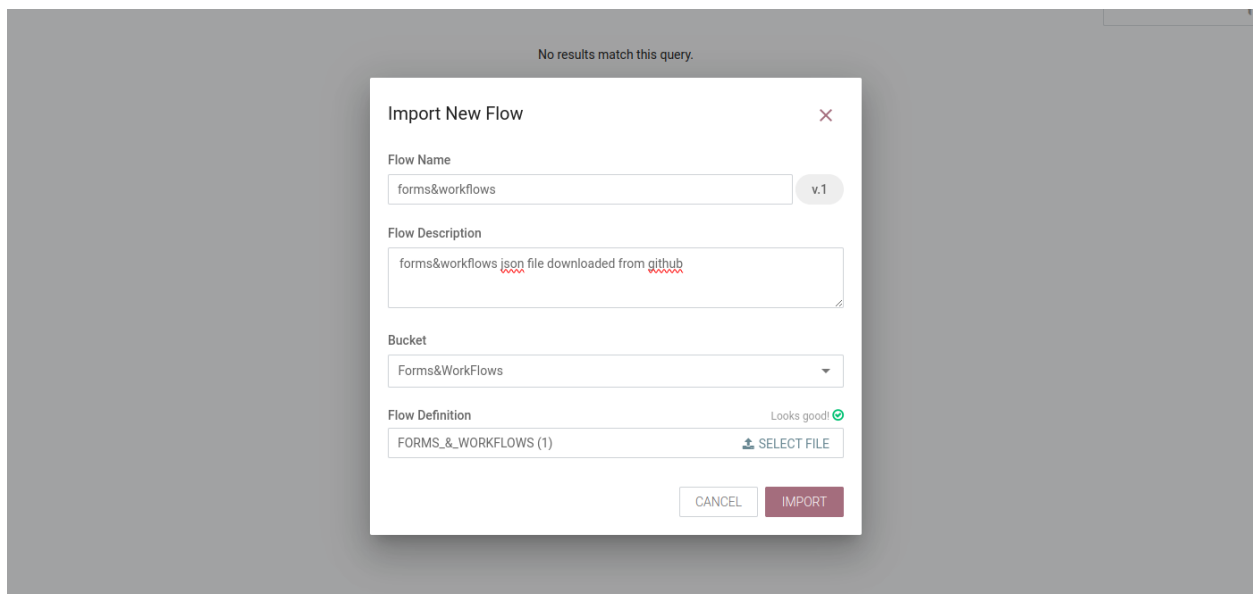 No results match this query.
Import New Flow
Flow Name
forms&workflows
v.1
Flow Description
forms&workflows json file downloaded from github
Bucket
Forms&WorkFlows
Flow Definition
Looks good!
FORMS_&_WORKFLOWS (1)
SELECT FILE
CANCEL
IMPORT